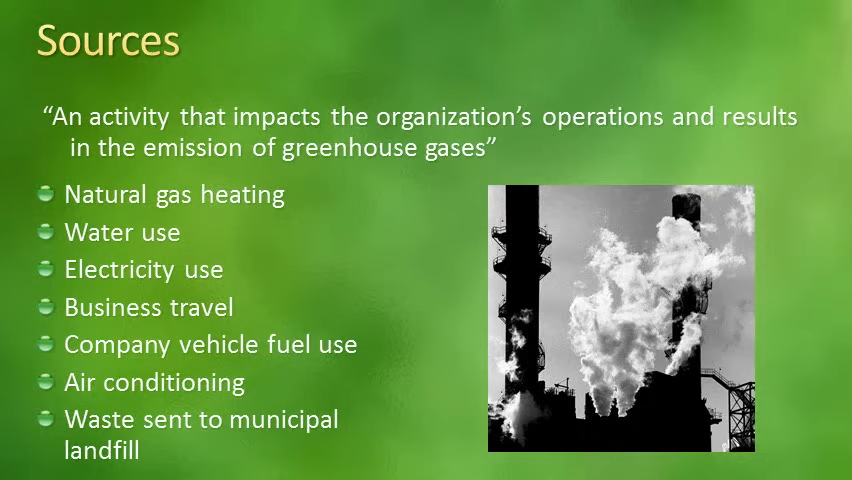 Sources
“An activity that impacts the organization’s operations and results
in the emission of greenhouse gases”
Natural gas heating
Water use
Electricity use
Business travel
Company vehicle fuel use
Air conditioning
Waste sent to municipal
landfill